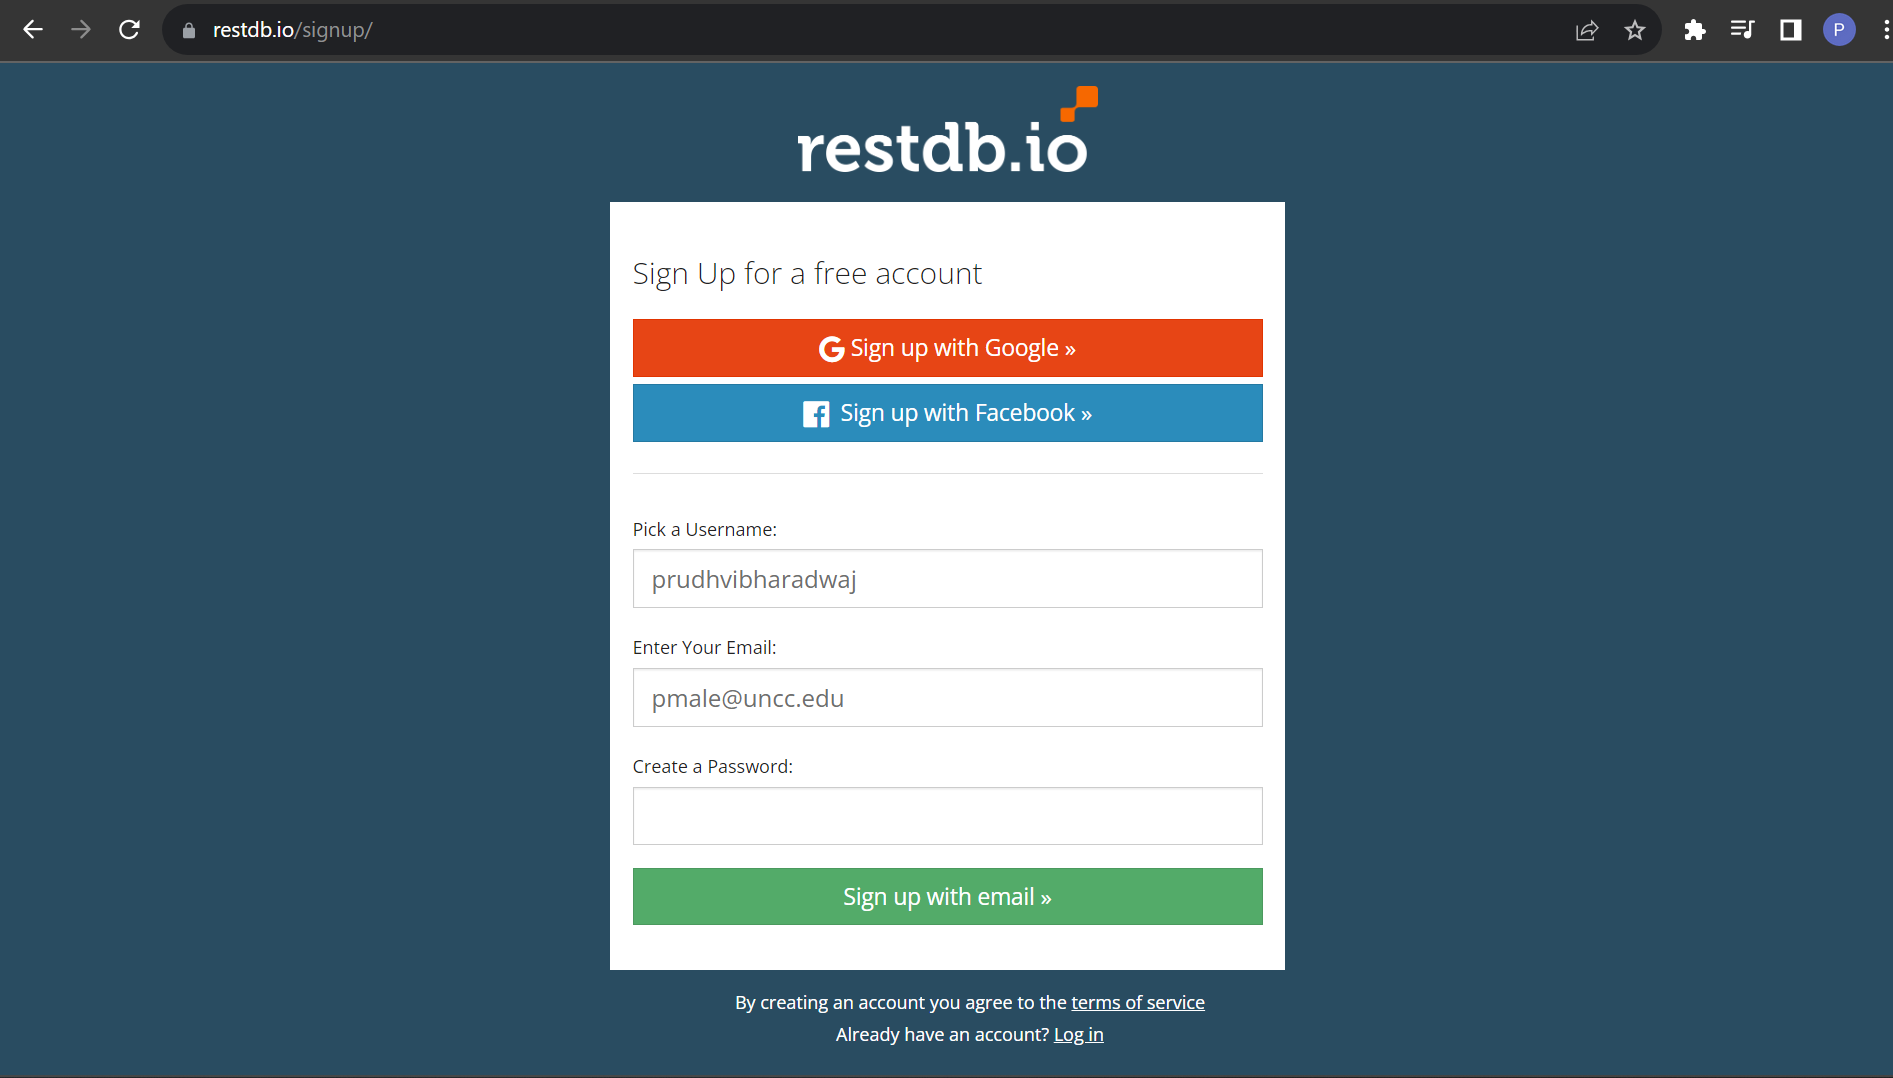 restdb.io/signup/
P
restdb.io
Sign Up for a free account
G Sign up with Google »
f Sign up with Facebook »
Pick a Username:
prudhvibharadwaj
Enter Your Email:
pmale@uncc.edu
Create a Password:
Sign up with email »
By creating an account you agree to the terms of service
Already have an account? Log in